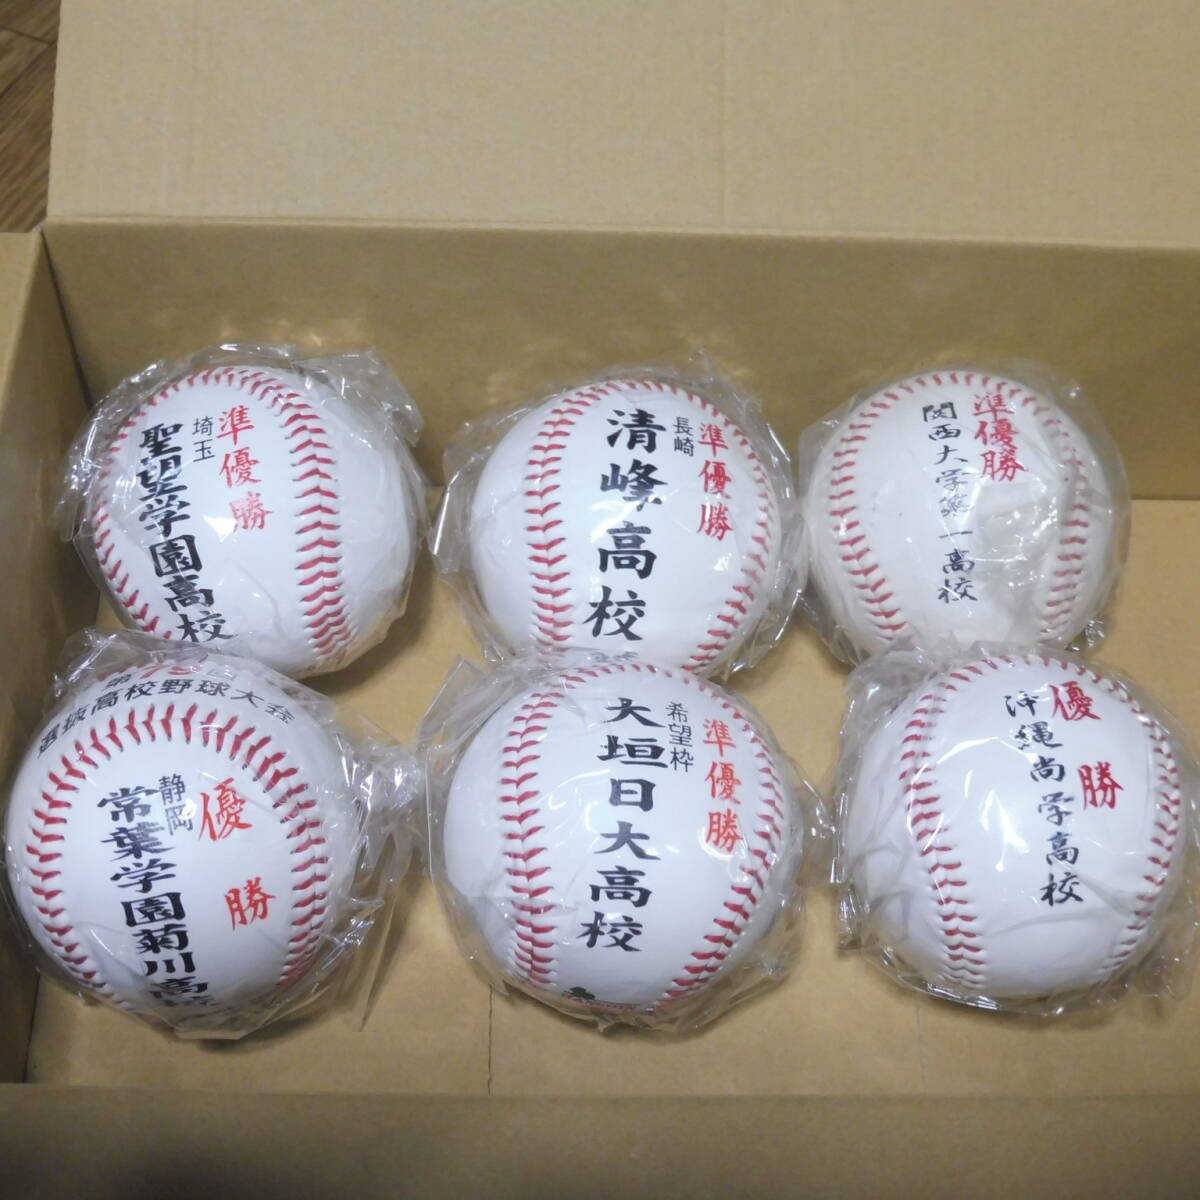 準優勝
埼玉
聖望学園高校
準優勝
長崎
清峰高校
準優勝
関西大学第一高校
選抜高校野球大会
優勝
静岡
常葉学園菊川高
準優勝
希望枠
大垣日大高校
優勝
沖縄尚学高校